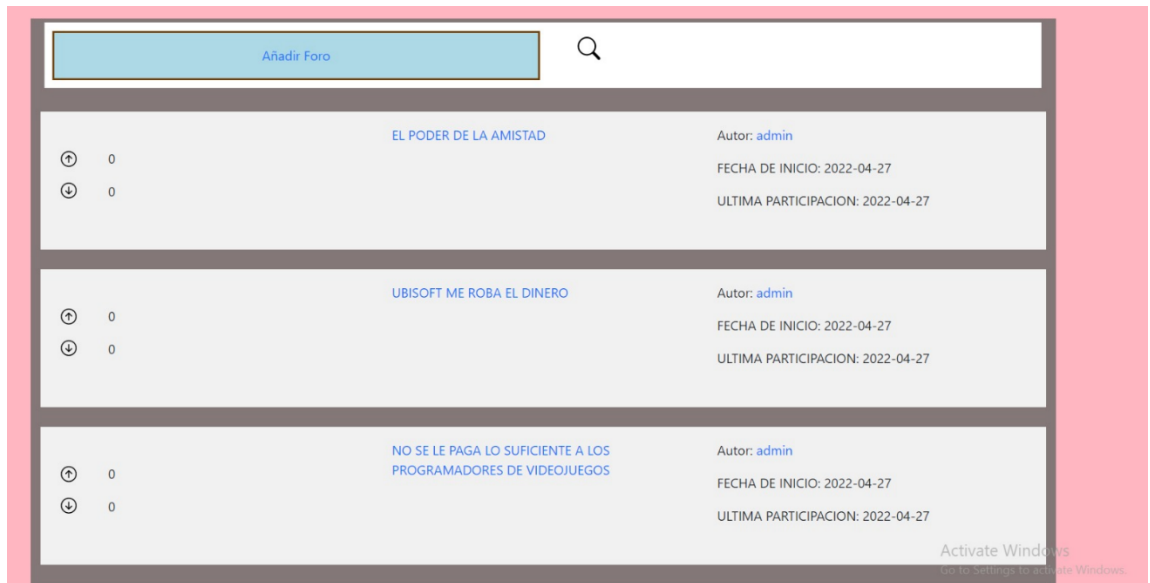 Añadir Foro
EL PODER DE LA AMISTAD
Autor: admin
0
FECHA DE INICIO: 2022-04-27
0
ULTIMA PARTICIPACION: 2022-04-27
UBISOFT ME ROBA EL DINERO
Autor: admin
0
FECHA DE INICIO: 2022-04-27
0
ULTIMA PARTICIPACION: 2022-04-27
NO SE LE PAGA LO SUFICIENTE A LOS
PROGRAMADORES DE VIDEOJUEGOS
Autor: admin
0
FECHA DE INICIO: 2022-04-27
0
ULTIMA PARTICIPACION: 2022-04-27
Activate Windows
Go to Settings to activate Windows.